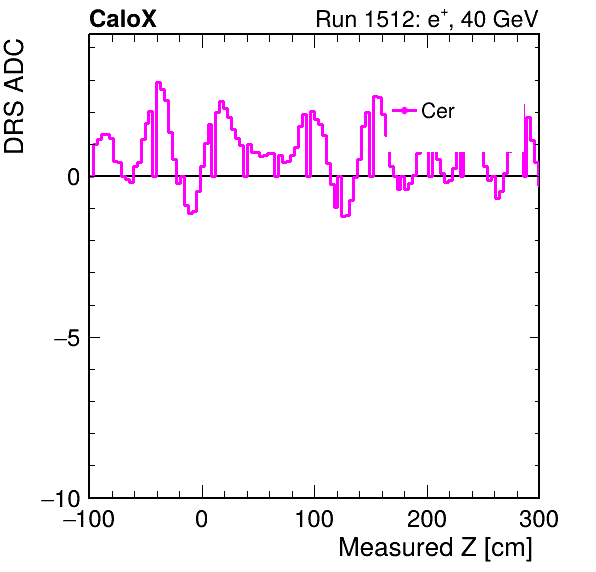 CaloX Run 1512: e⁺, 40 GeV
DRS ADC
Cer
0
−5
−10
−100 0 100 200 300
Measured Z [cm]